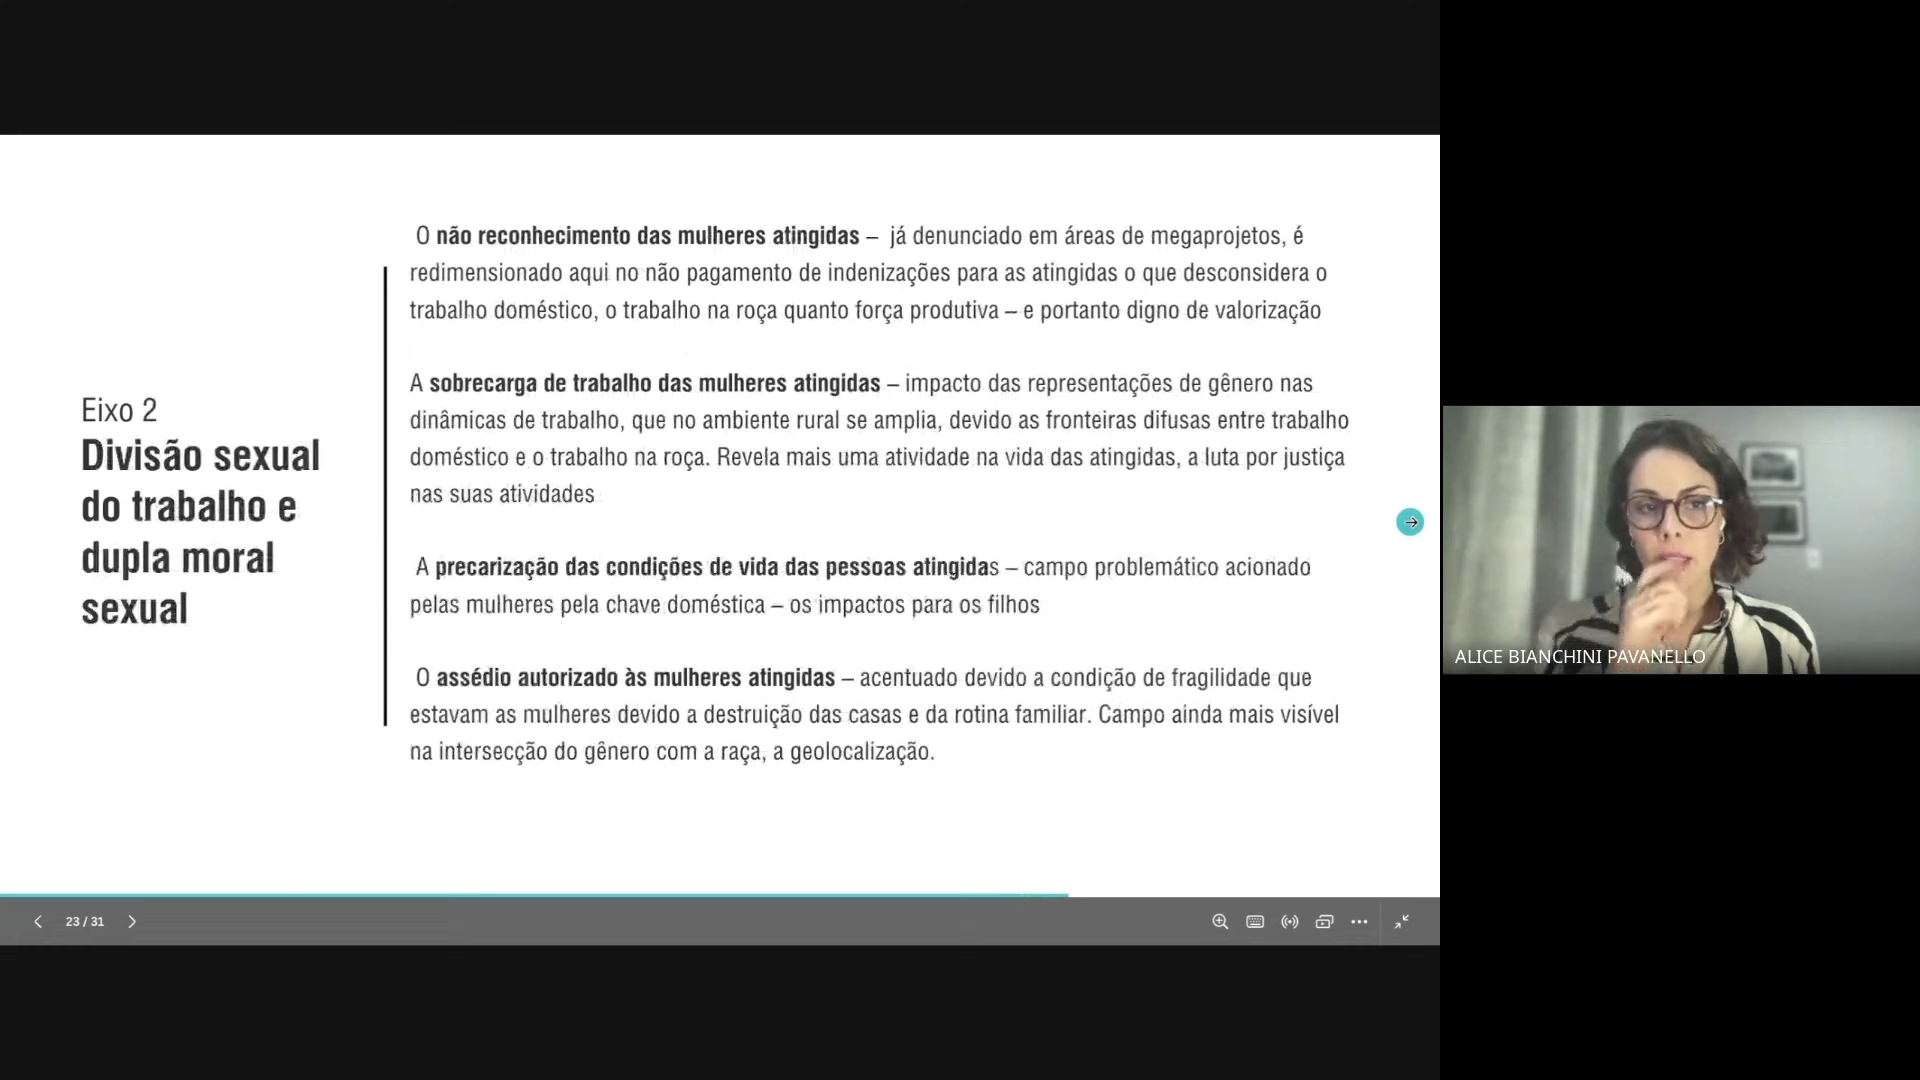 O não reconhecimento das mulheres atingidas – já denunciado em áreas de megaprojetos, é
redimensionado aqui no não pagamento de indenizações para as atingidas o que desconsidera o
trabalho doméstico, o trabalho na roça quanto força produtiva – e portanto digno de valorização
A sobrecarga de trabalho das mulheres atingidas – impacto das representações de gênero nas
dinâmicas de trabalho, que no ambiente rural se amplia, devido as fronteiras difusas entre trabalho
doméstico e o trabalho na roça. Revela mais uma atividade na vida das atingidas, a luta por justiça
nas suas atividades
A precarização das condições de vida das pessoas atingidas – campo problemático acionado
pelas mulheres pela chave doméstica – os impactos para os filhos
O assédio autorizado às mulheres atingidas – acentuado devido a condição de fragilidade que
estavam as mulheres devido a destruição das casas e da rotina familiar. Campo ainda mais visível
na intersecção do gênero com a raça, a geolocalização.
Eixo 2
Divisão sexual
do trabalho e
dupla moral
sexual
ALICE BIANCHINI PAVANELLO
23 / 31